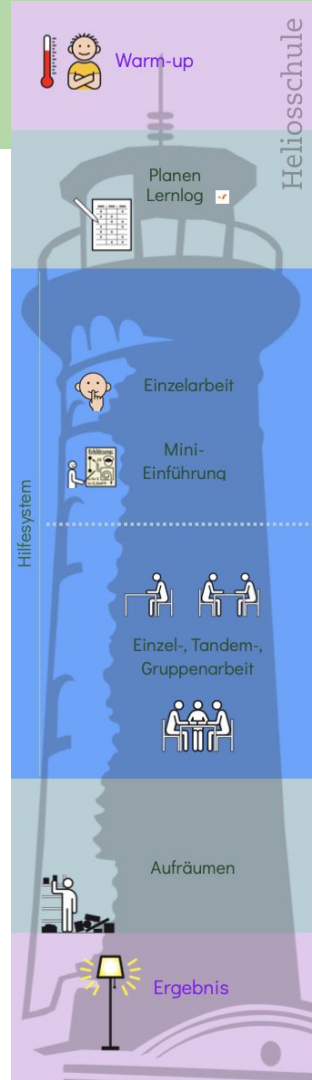 Heliosschule
Warm-up
Planen
Lernlog
Einzelarbeit
Mini-
Einführung
Hilfesystem
Einzel-, Tandem-,
Gruppenarbeit
Aufräumen
Ergebnis